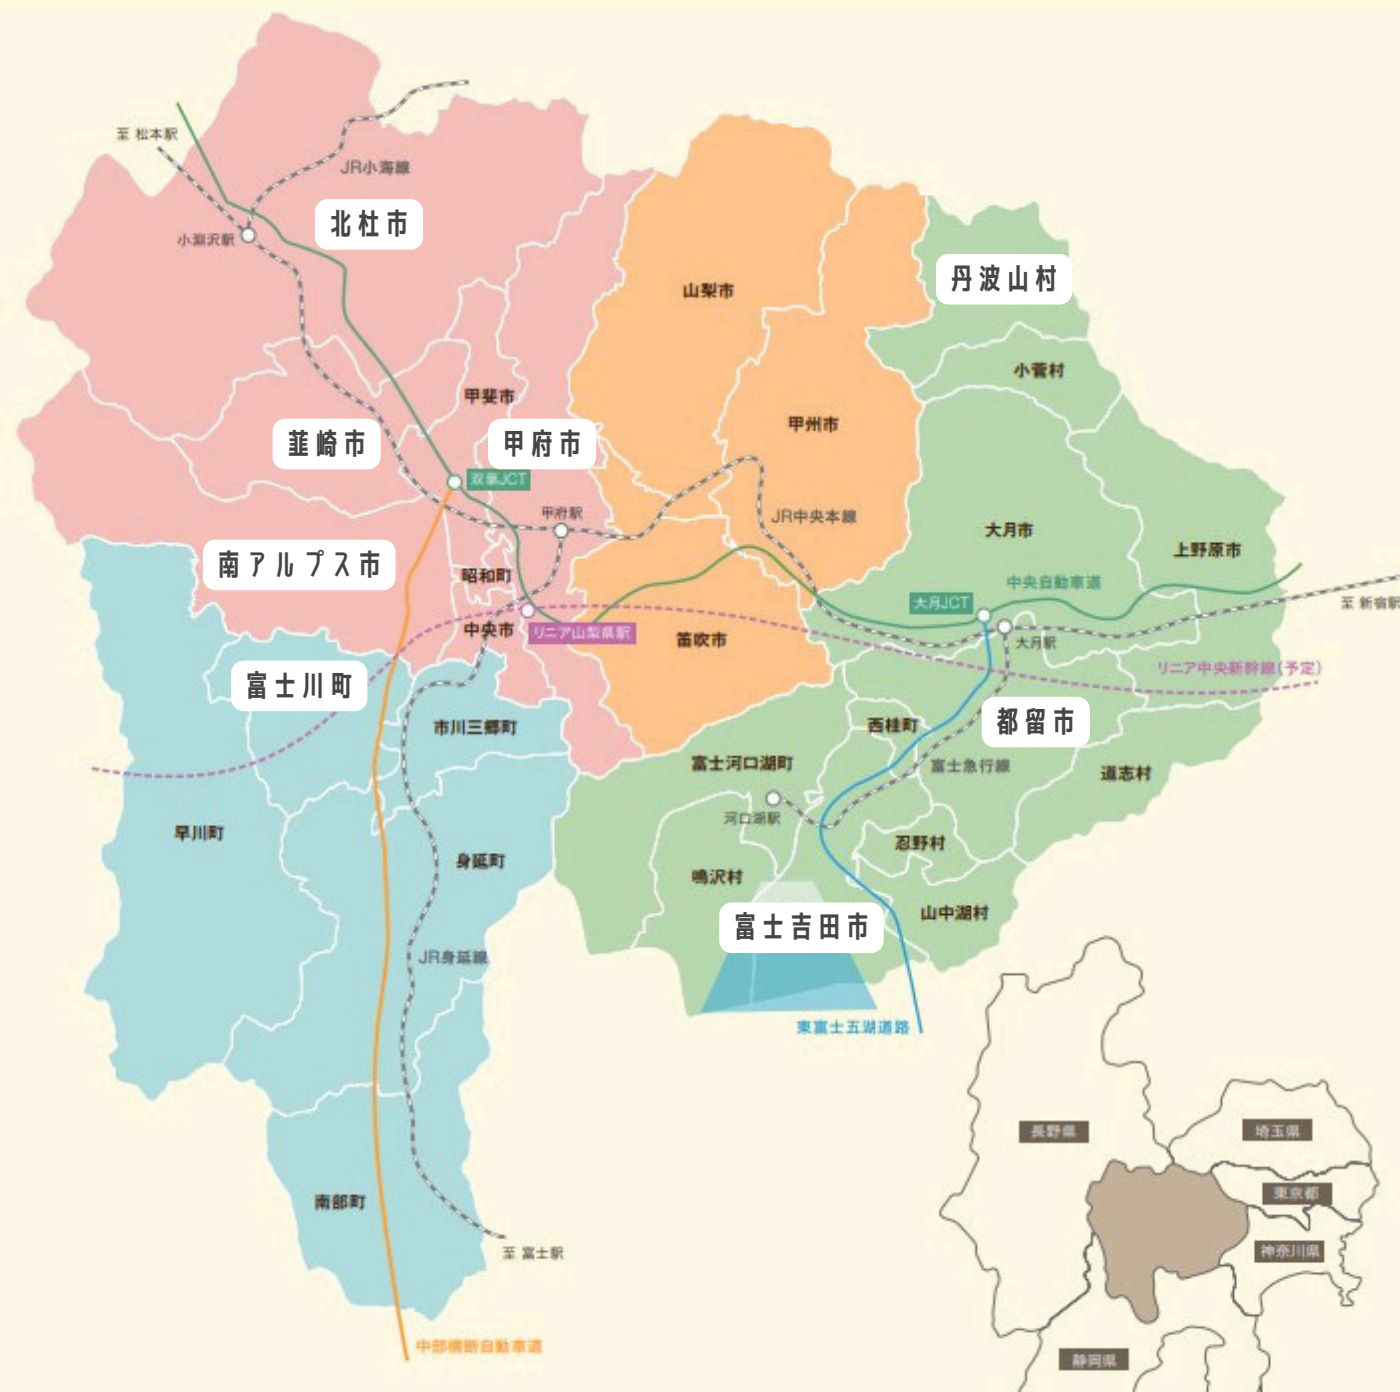 至 松本駅
JR小海線
北杜市
小淵沢駅
丹波山村
山梨市
小菅村
甲斐市
甲州市
韮崎市
甲府市
双葉JCT
甲府駅
JR中央本線
大月市
上野原市
南アルプス市
昭和町
中央自動車道
大月JCT
至 新宿駅
中央市
リニア山梨県駅
笛吹市
大月駅
リニア中央新幹線(予定)
富士川町
市川三郷町
西桂町
都留市
富士河口湖町
富士急行線
道志村
河口湖駅
早川町
身延町
忍野村
鳴沢村
山中湖村
富士吉田市
JR身延線
東富士五湖道路
長野県
埼玉県
東京都
南部町
神奈川県
至 富士駅
中部横断自動車道
静岡県